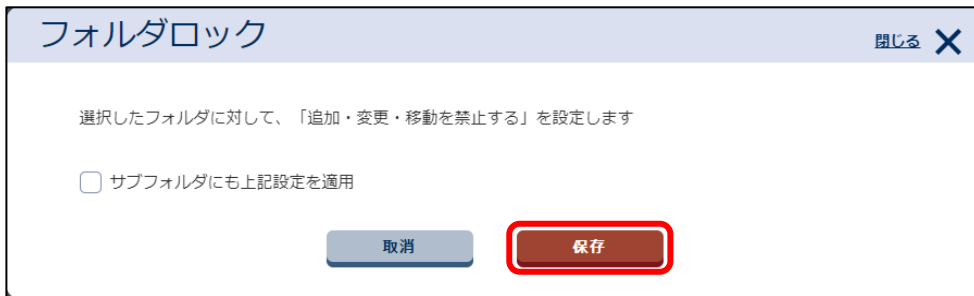 フォルダロック
閉じる
選択したフォルダに対して、「追加・変更・移動を禁止する」を設定します
サブフォルダにも上記設定を適用
取消
保存